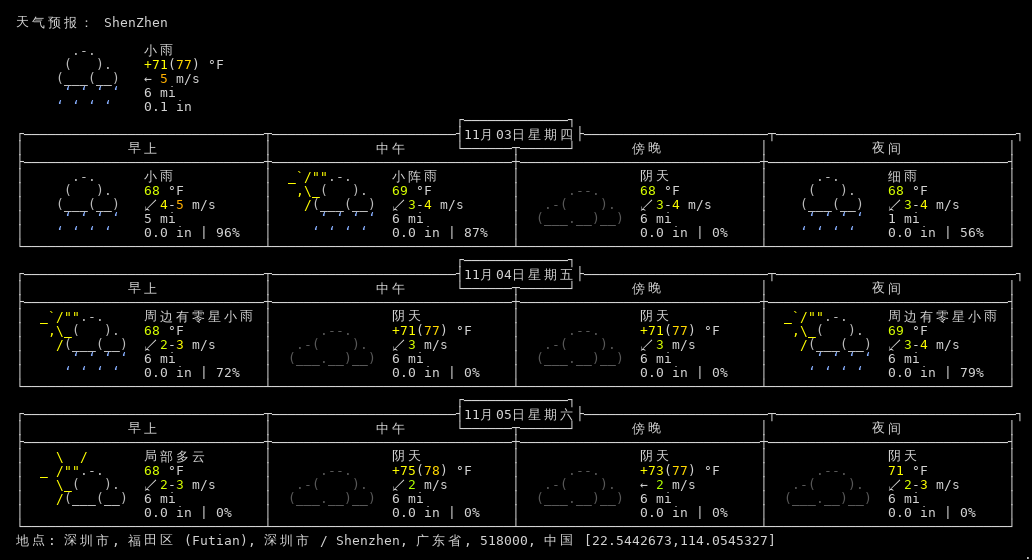 天气预报： ShenZhen
小雨
+71(77) °F
← 5 m/s
6 mi
0.1 in
11月03日星期四
早上 中午 傍晚 夜间
小雨 小阵雨 阴天 细雨
68 °F 69 °F 68 °F 68 °F
↙4-5 m/s ↙3-4 m/s ↙3-4 m/s ↙3-4 m/s
5 mi 6 mi 6 mi 1 mi
0.0 in | 96% 0.0 in | 87% 0.0 in | 0% 0.0 in | 56%
11月04日星期五
早上 中午 傍晚 夜间
周边有零星小雨 阴天 阴天 周边有零星小雨
68 °F +71(77) °F +71(77) °F 69 °F
↙2-3 m/s ↙3 m/s ↙3 m/s ↙3-4 m/s
6 mi 6 mi 6 mi 6 mi
0.0 in | 72% 0.0 in | 0% 0.0 in | 0% 0.0 in | 79%
11月05日星期六
早上 中午 傍晚 夜间
局部多云 阴天 阴天 阴天
68 °F +75(78) °F +73(77) °F 71 °F
↙2-3 m/s ↙2 m/s ← 2 m/s ↙2-3 m/s
6 mi 6 mi 6 mi 6 mi
0.0 in | 0% 0.0 in | 0% 0.0 in | 0% 0.0 in | 0%
地点: 深圳市, 福田区 (Futian), 深圳市 / Shenzhen, 广东省, 518000, 中国 [22.5442673,114.0545327]